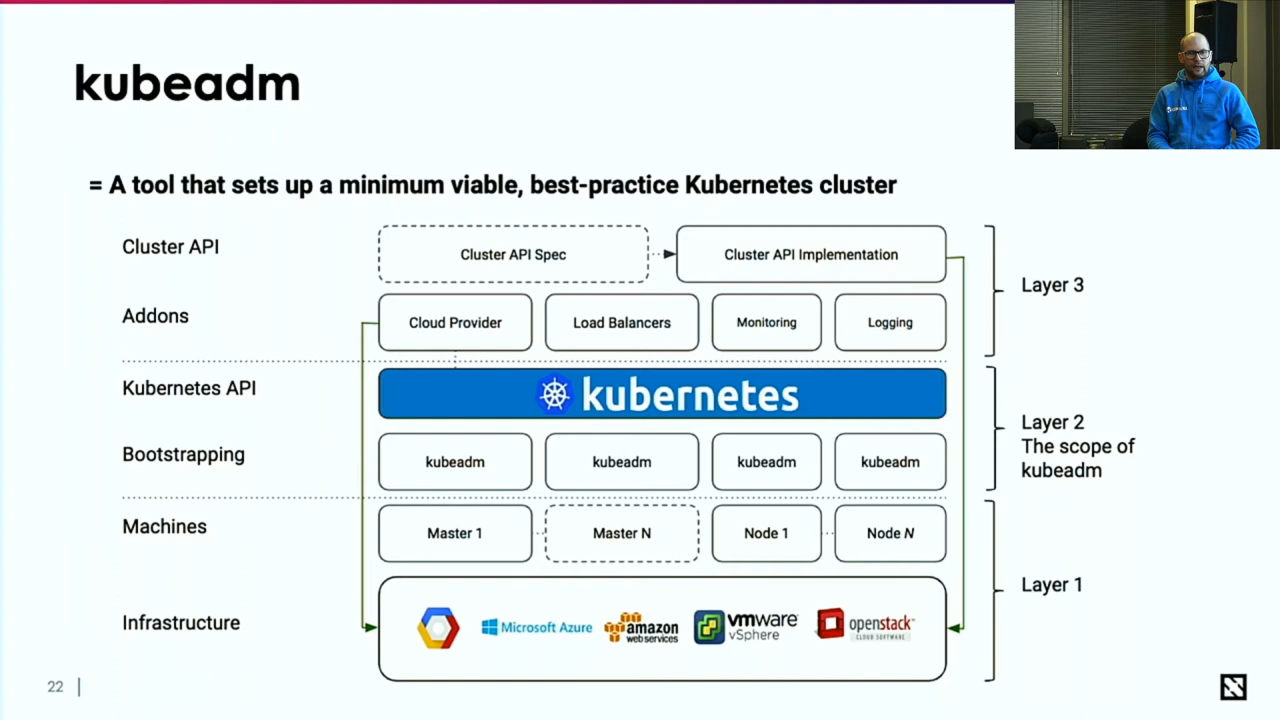 kubeadm
= A tool that sets up a minimum viable, best-practice Kubernetes cluster
Cluster API
Cluster API Spec
Cluster API Implementation
Layer 3
Addons
Cloud Provider
Load Balancers
Monitoring
Logging
Kubernetes API
kubernetes
Layer 2
The scope of
kubeadm
Bootstrapping
kubeadm
kubeadm
kubeadm
kubeadm
Machines
Master 1
Master N
Node 1
Node N
Layer 1
Infrastructure
Microsoft Azure
amazon
web services
vmware
vSphere
openstack
CLOUD SOFTWARE
22